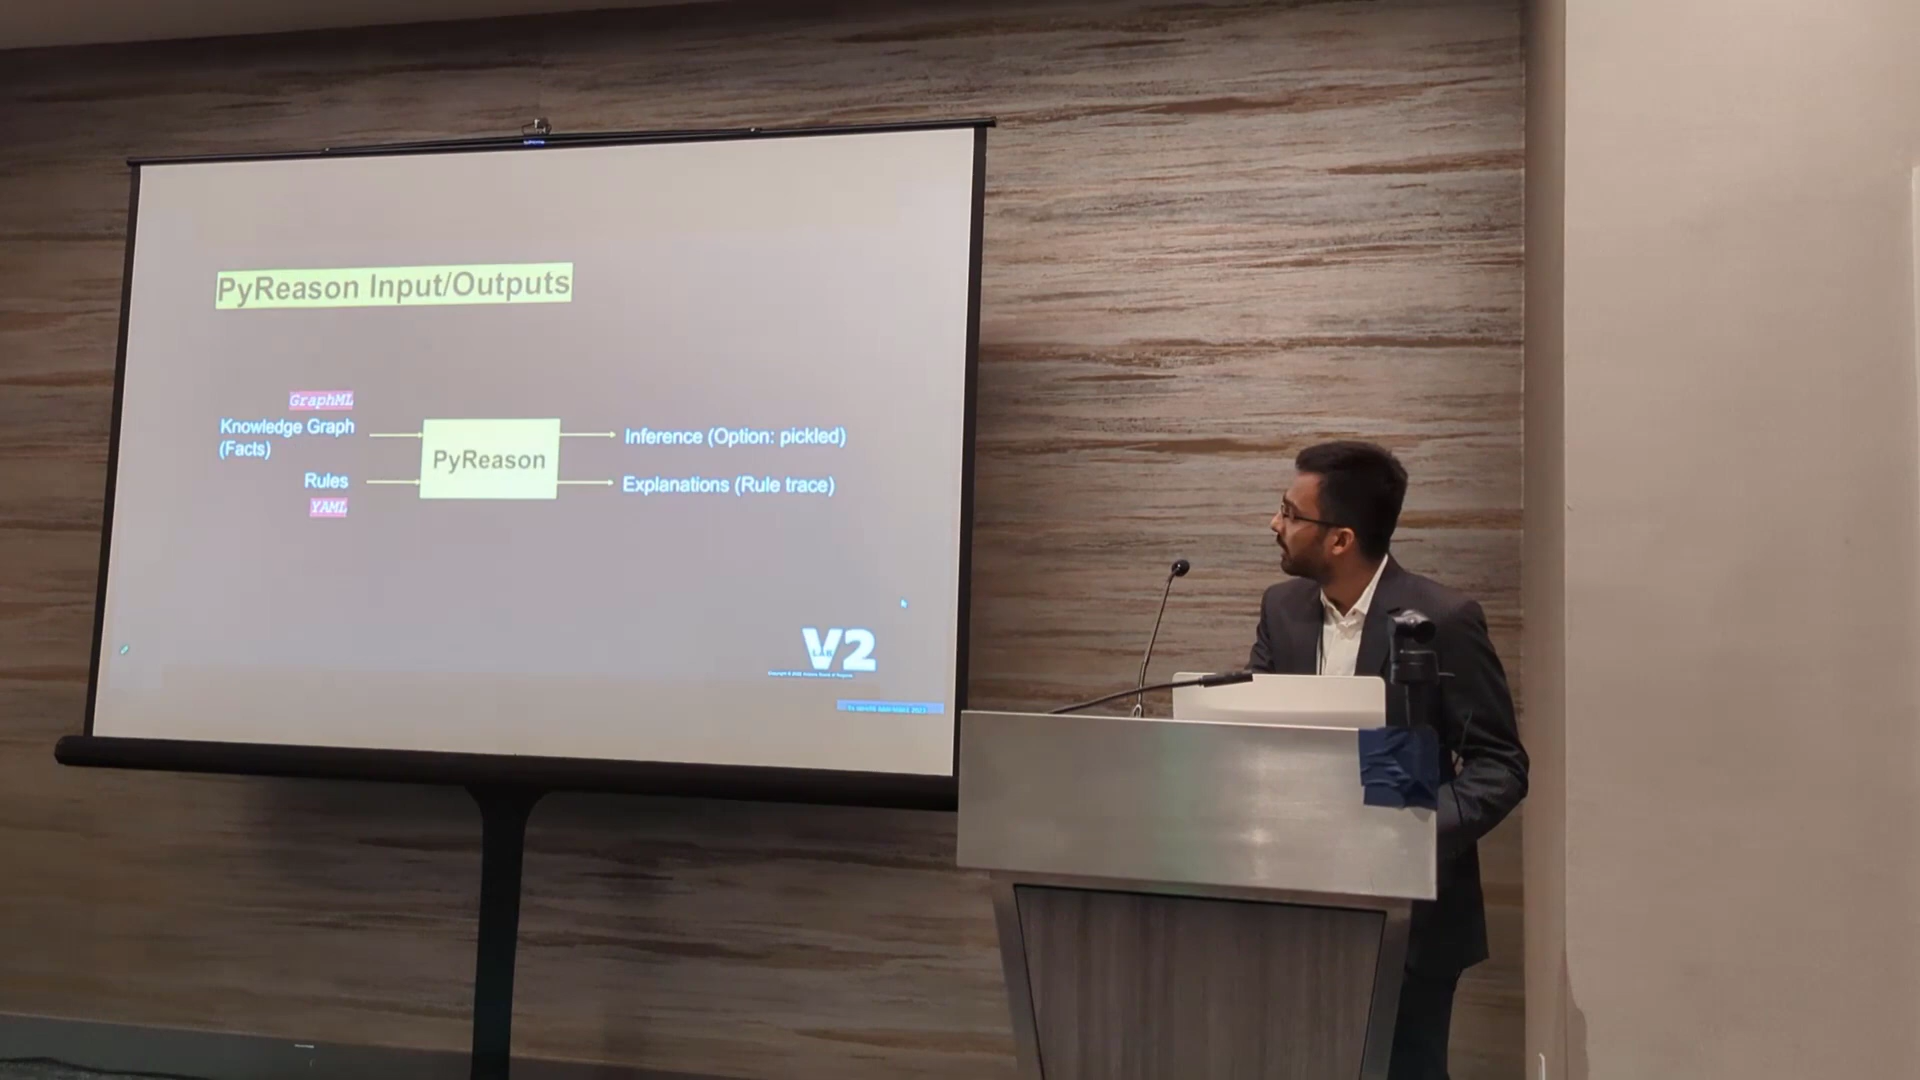 PyReason Input/Outputs
GraphML
Knowledge Graph
(Facts)
Rules
YAML
PyReason
Inference (Option: pickled)
Explanations (Rule trace)
V2
LAB